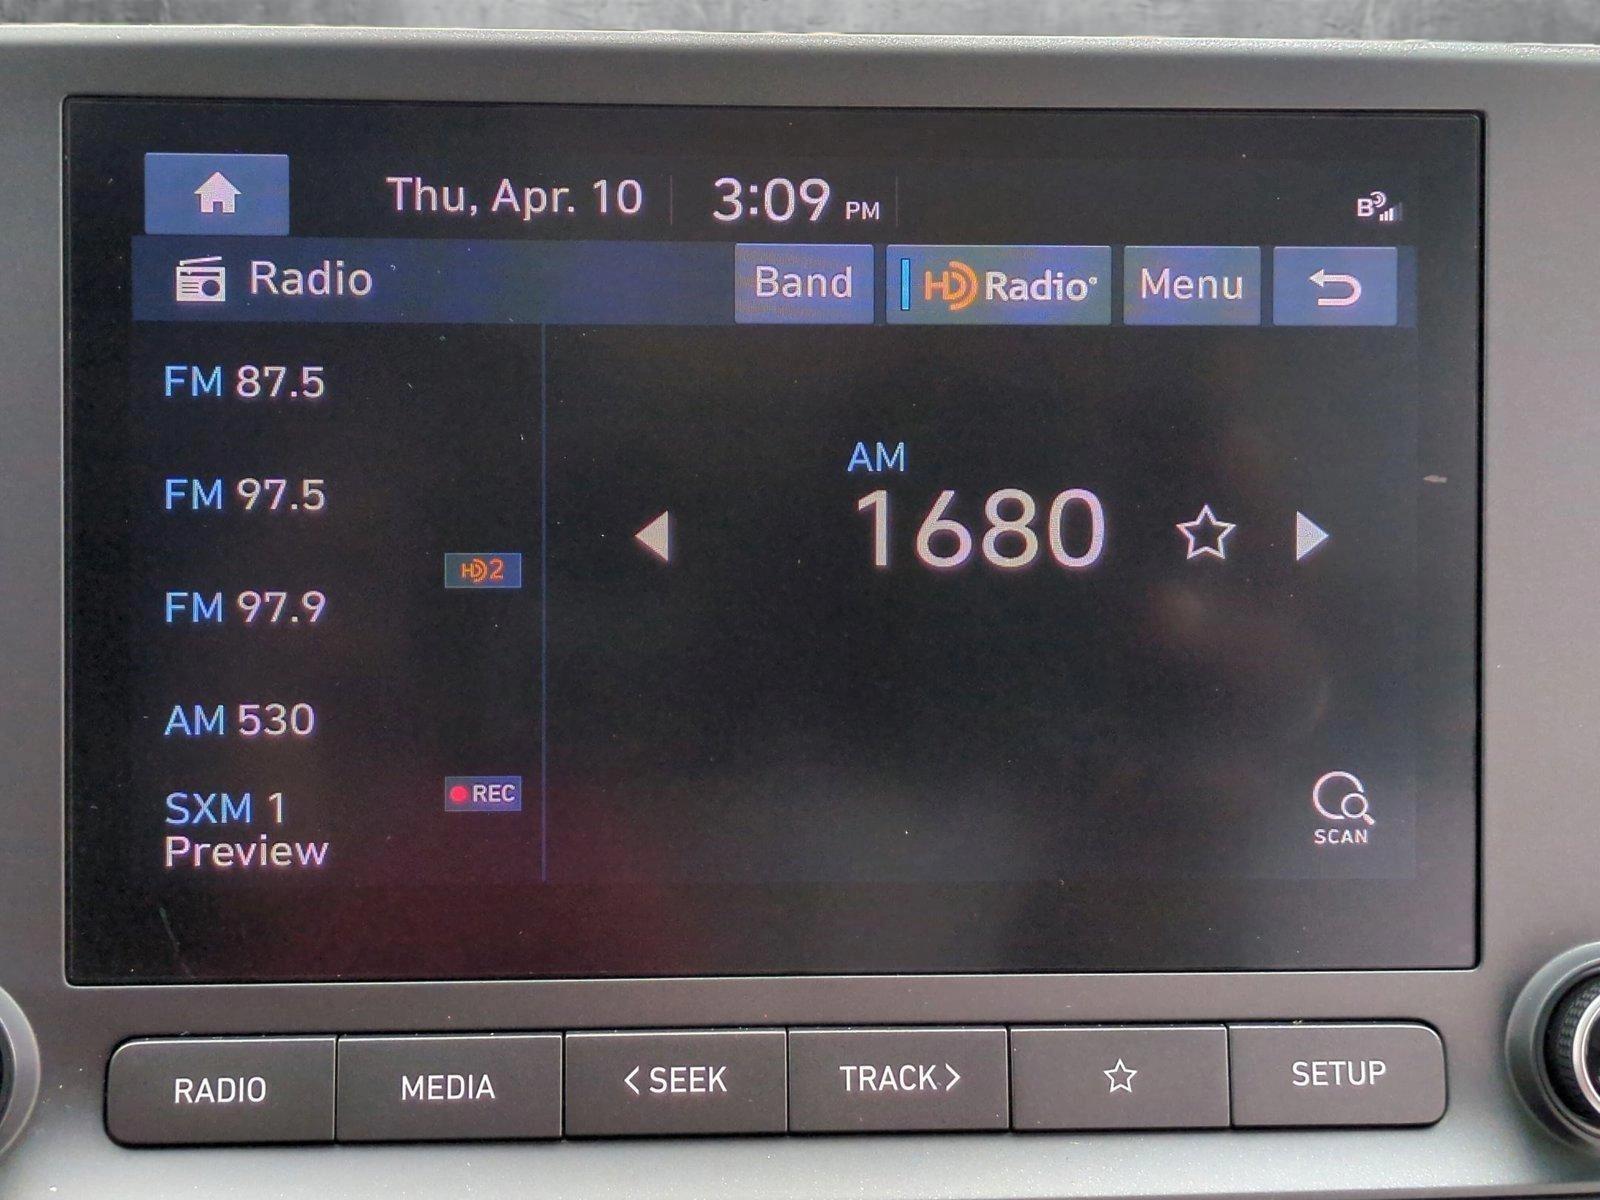 Thu, Apr. 10 3:09 PM B
Radio Band HD Radio® Menu
FM 87.5
FM 97.5
HD2
FM 97.9
AM 530
SXM 1 REC
Preview
AM
1680
SCAN
RADIO MEDIA <SEEK TRACK> SETUP